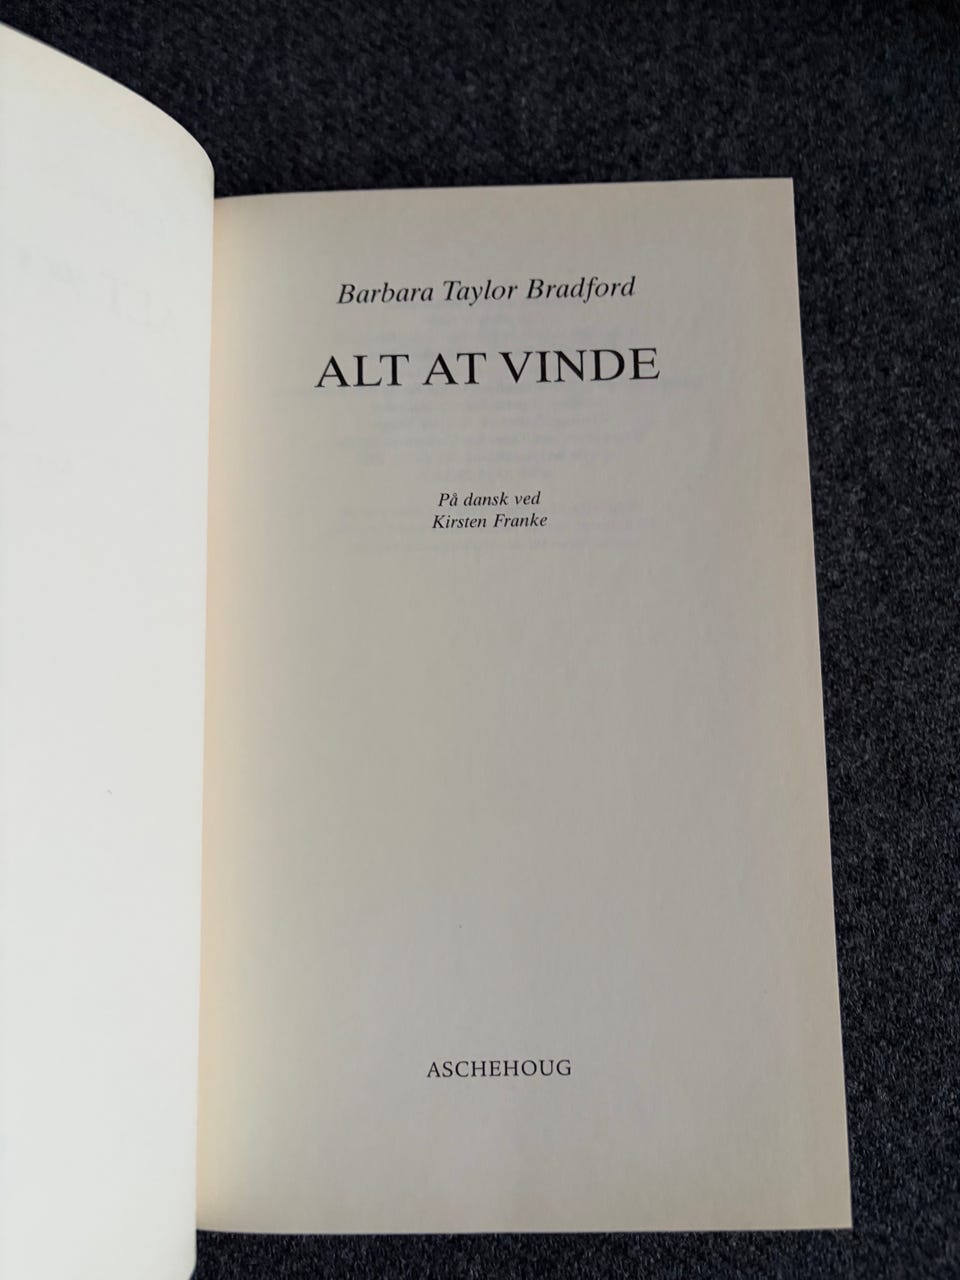 Barbara Taylor Bradford
ALT AT VINDE
På dansk ved
Kirsten Franke
ASCHEHOUG